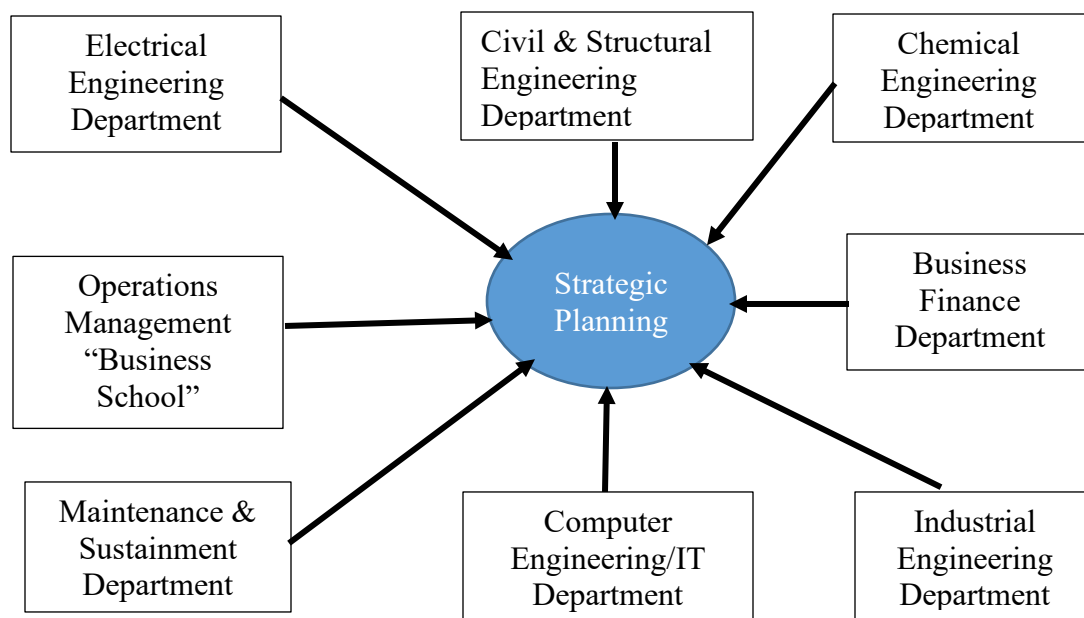 Electrical
Engineering
Department
Civil & Structural
Engineering
Department
Chemical
Engineering
Department
Operations
Management
“Business
School”
Strategic
Planning
Business
Finance
Department
Maintenance &
Sustainment
Department
Computer
Engineering/IT
Department
Industrial
Engineering
Department